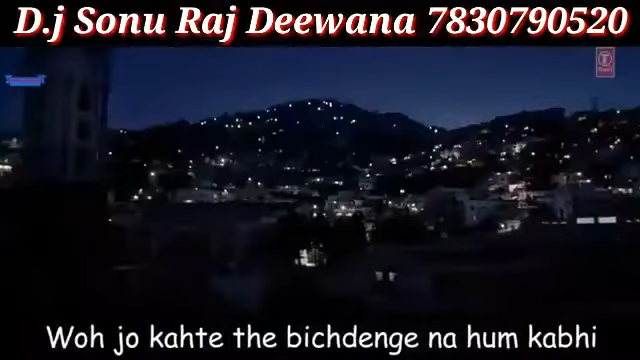 D.j Sonu Raj Deewana 7830790520
Woh jo kahte the bichdenge na hum kabhi